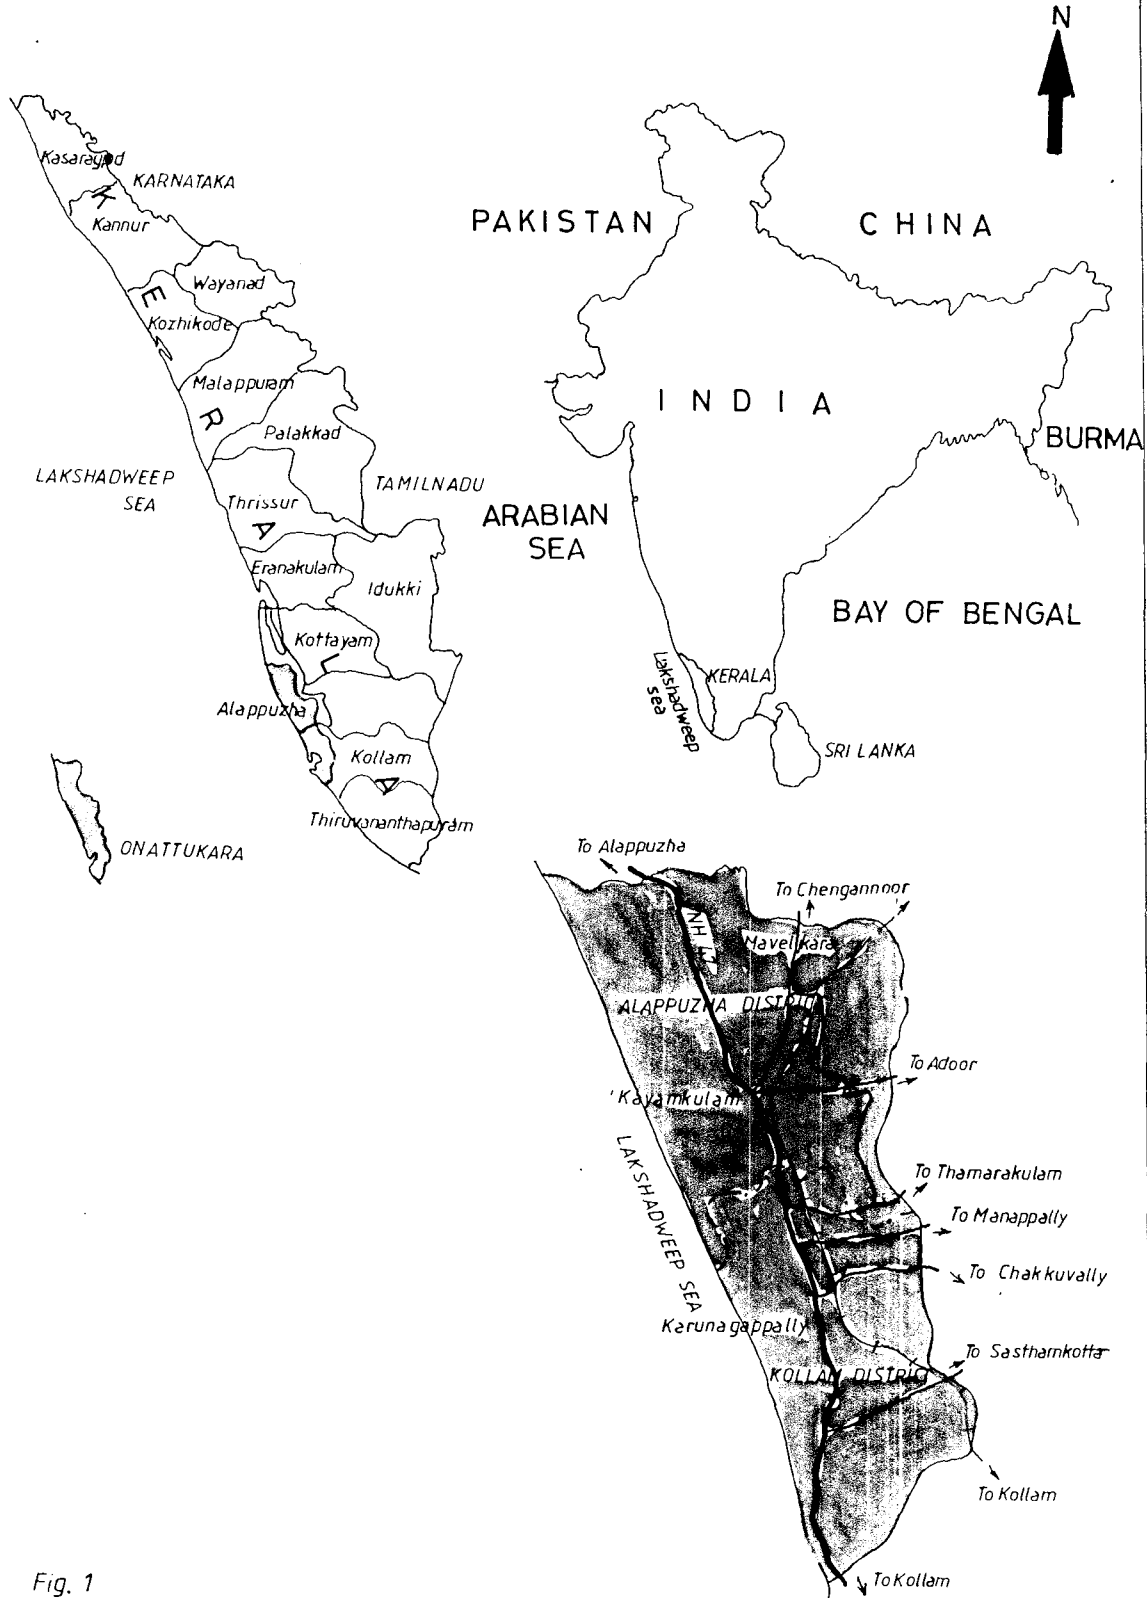 N
Kasaragod
KARNATAKA
K
Kannur
Wayanad
E
Kozhikode
Malappuram
R
Palakkad
LAKSHADWEEP
SEA
TAMILNADU
Thrissur
A
Eranakulam
Idukki
Kottayam
L
Alappuzha
Kollam
A
Thiruvananthapuram
ONATTUKARA
PAKISTAN
CHINA
INDIA
BURMA
ARABIAN
SEA
BAY OF BENGAL
Lakshadweep
sea
KERALA
SRI LANKA
To Alappuzha
To Chengannoor
NH 47
Mavelikara
ALAPPUZHA DISTRICT
To Adoor
Kayamkulam
LAKSHADWEEP SEA
To Thamarakulam
To Manappally
To Chakkuvally
Karunagappally
To Sasthamkotta
KOLLAM DISTRICT
To Kollam
To Kollam
Fig. 1